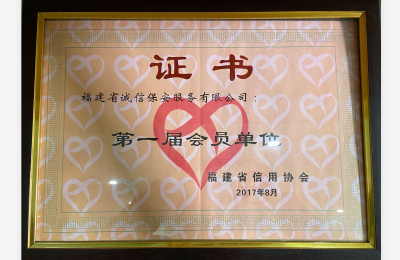 证书
福建省诚信保安服务有限公司：
第一届会员单位
福建省信用协会
2017年8月